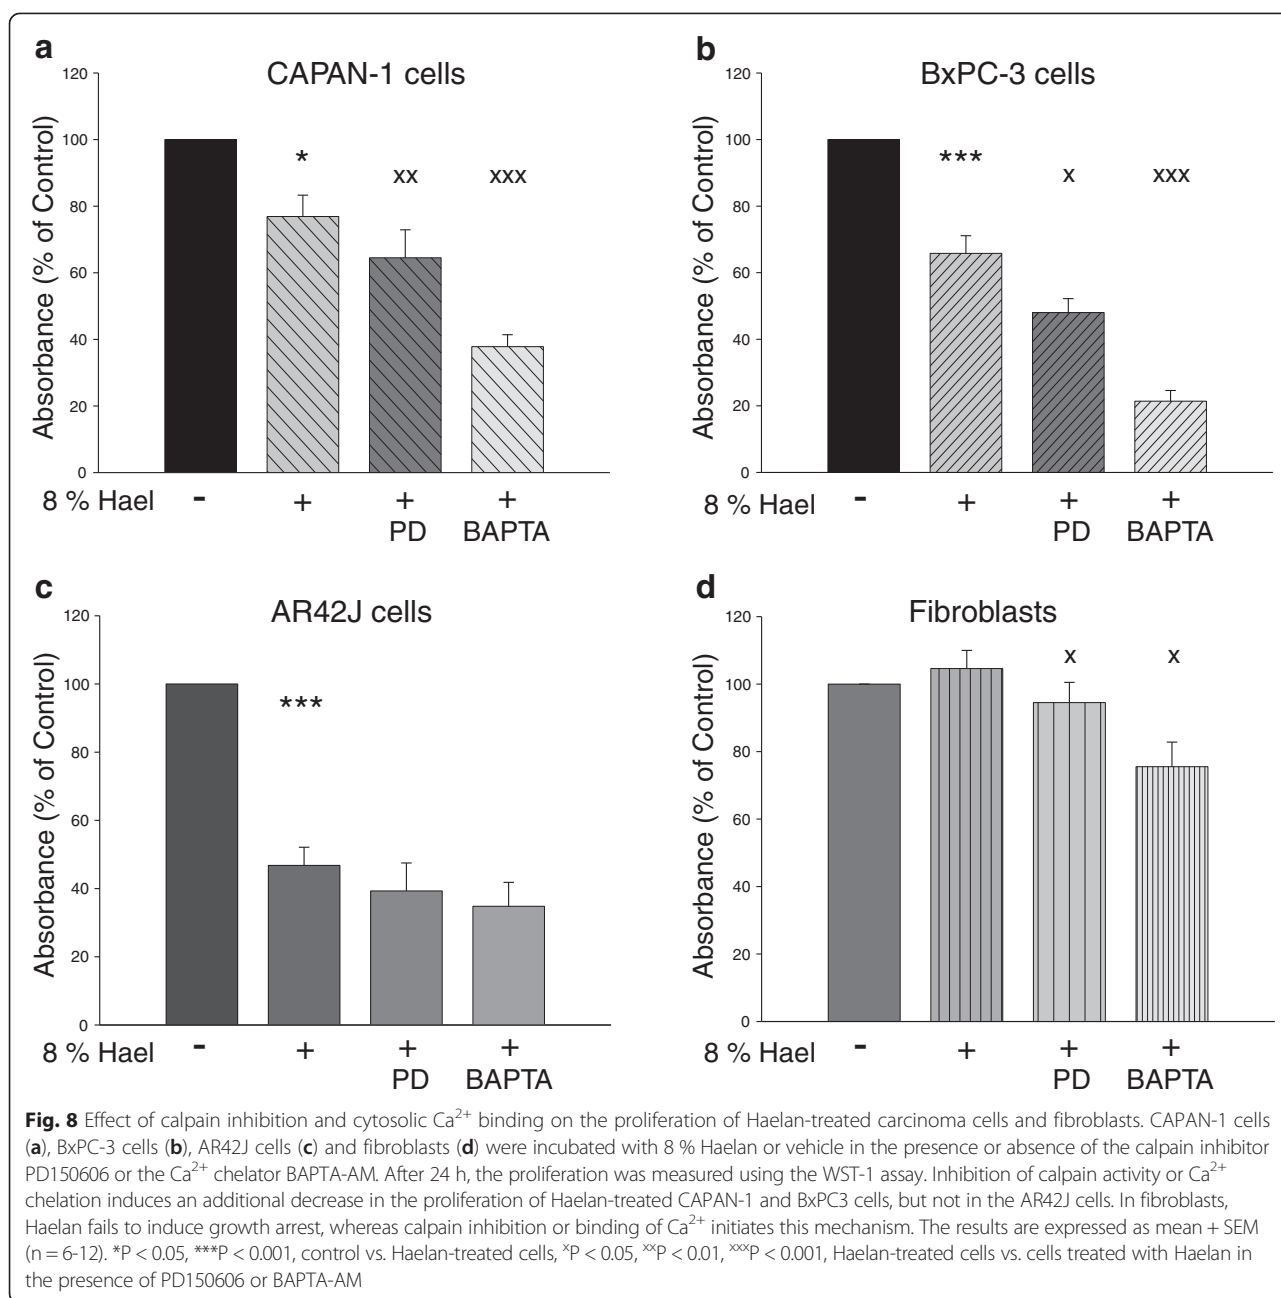 a
CAPAN-1 cells
Absorbance (% of Control)
120
100
80
60
40
20
0
*
xx
xxx
8 % Hael - + + +
PD BAPTA
b
BxPC-3 cells
Absorbance (% of Control)
120
100
80
60
40
20
0
***
x
xxx
8 % Hael - + + +
PD BAPTA
c
AR42J cells
Absorbance (% of Control)
120
100
80
60
40
20
0
***
8 % Hael - + + +
PD BAPTA
d
Fibroblasts
Absorbance (% of Control)
120
100
80
60
40
20
0
x
x
8 % Hael - + + +
PD BAPTA
Fig. 8 Effect of calpain inhibition and cytosolic Ca²⁺ binding on the proliferation of Haelan-treated carcinoma cells and fibroblasts. CAPAN-1 cells
(a), BxPC-3 cells (b), AR42J cells (c) and fibroblasts (d) were incubated with 8 % Haelan or vehicle in the presence or absence of the calpain inhibitor
PD150606 or the Ca²⁺ chelator BAPTA-AM. After 24 h, the proliferation was measured using the WST-1 assay. Inhibition of calpain activity or Ca²⁺
chelation induces an additional decrease in the proliferation of Haelan-treated CAPAN-1 and BxPC3 cells, but not in the AR42J cells. In fibroblasts,
Haelan fails to induce growth arrest, whereas calpain inhibition or binding of Ca²⁺ initiates this mechanism. The results are expressed as mean + SEM
(n = 6-12). *P < 0.05, ***P < 0.001, control vs. Haelan-treated cells, ˣP < 0.05, ˣˣP < 0.01, ˣˣˣP < 0.001, Haelan-treated cells vs. cells treated with Haelan in
the presence of PD150606 or BAPTA-AM